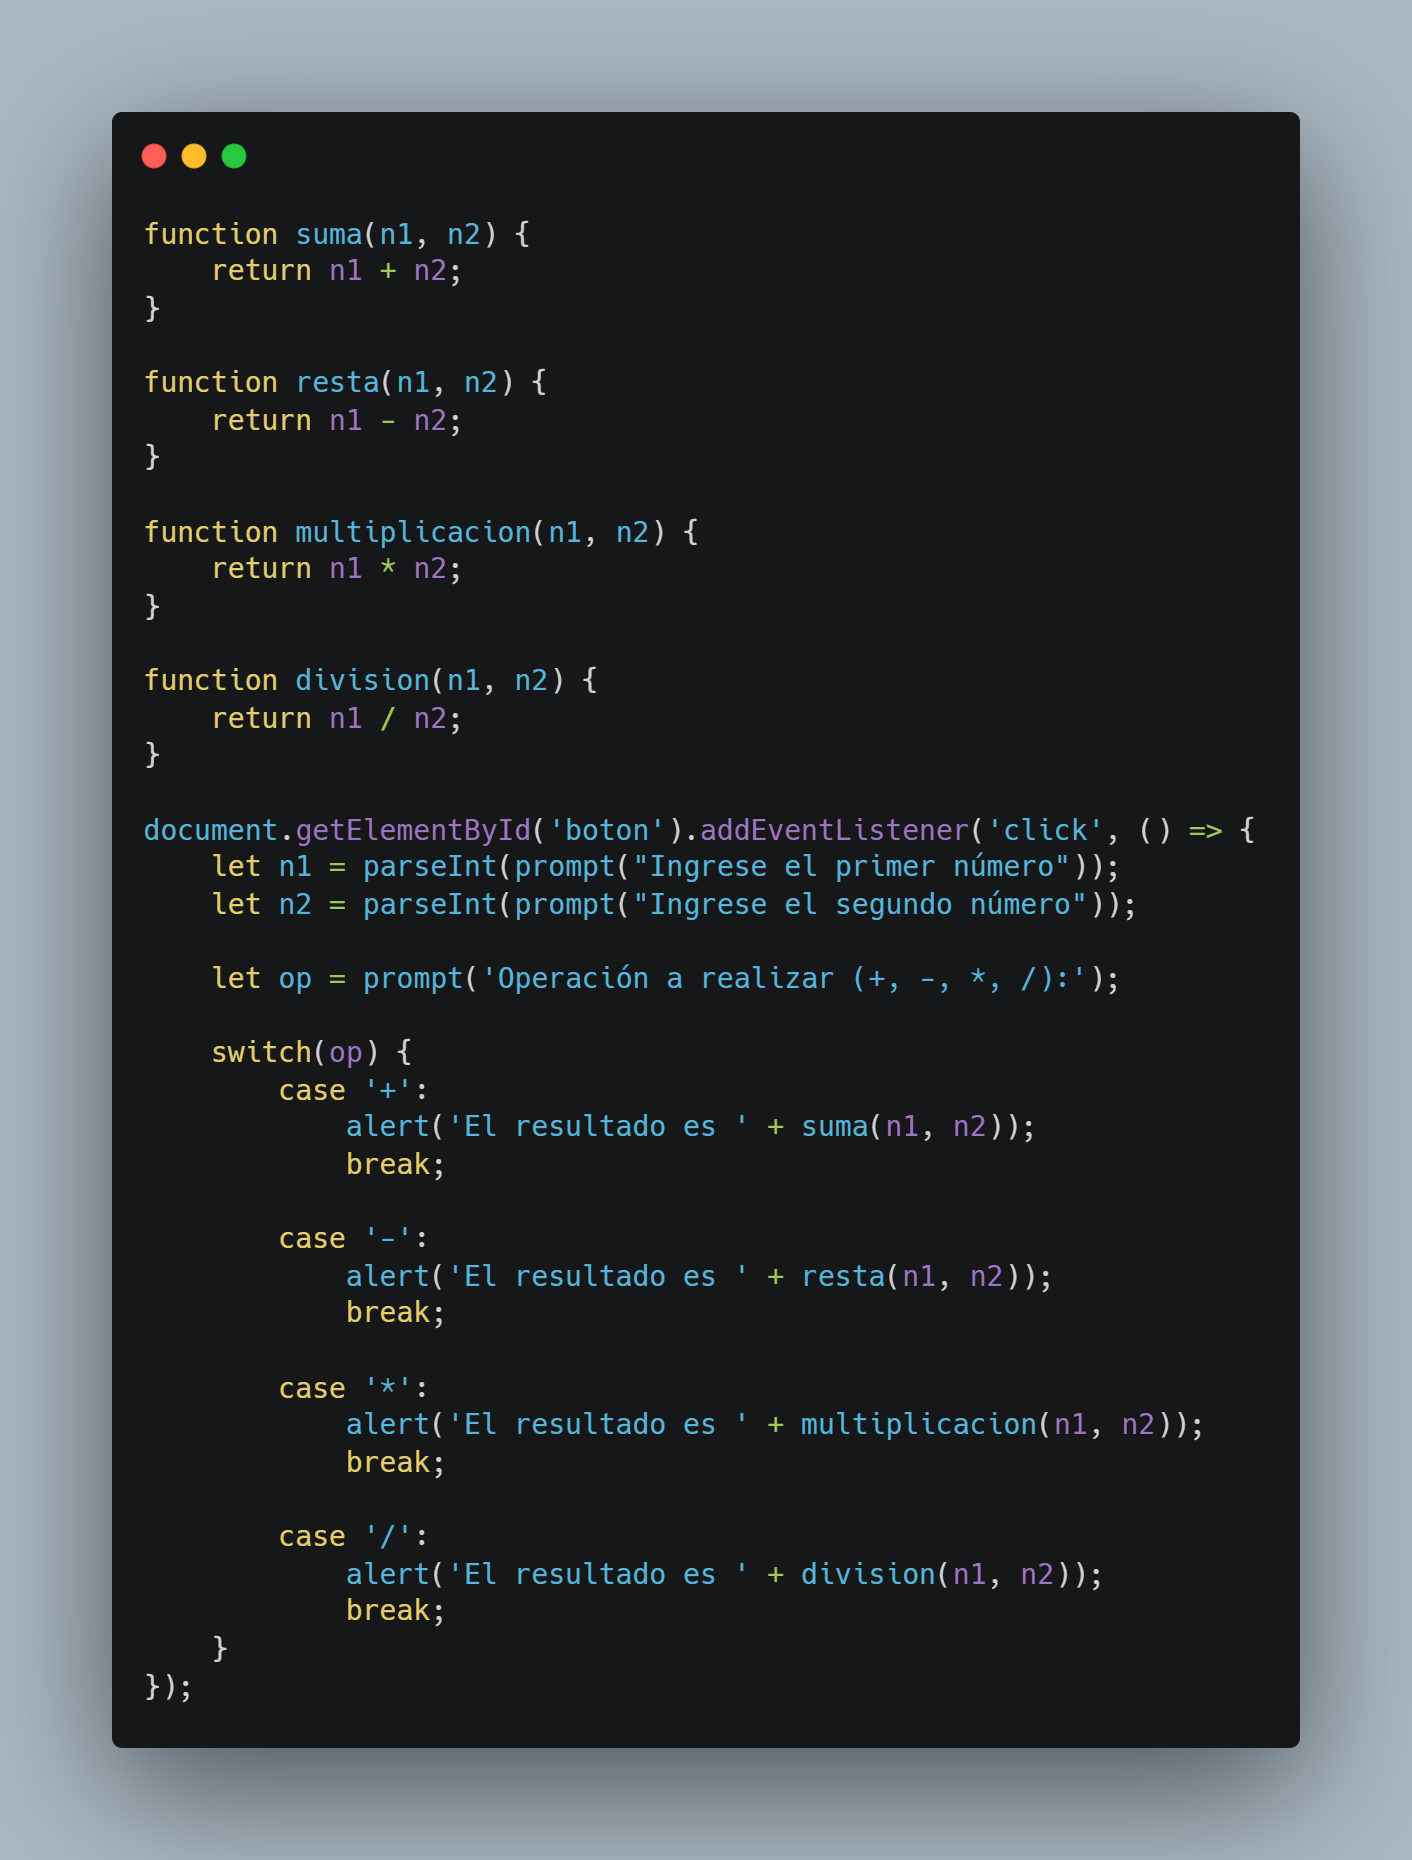 function suma(n1, n2) {
    return n1 + n2;
}

function resta(n1, n2) {
    return n1 - n2;
}

function multiplicacion(n1, n2) {
    return n1 * n2;
}

function division(n1, n2) {
    return n1 / n2;
}

document.getElementById('boton').addEventListener('click', () => {
    let n1 = parseInt(prompt("Ingrese el primer número"));
    let n2 = parseInt(prompt("Ingrese el segundo número"));

    let op = prompt('Operación a realizar (+, -, *, /):');

    switch(op) {
        case '+':
            alert('El resultado es ' + suma(n1, n2));
            break;

        case '-':
            alert('El resultado es ' + resta(n1, n2));
            break;

        case '*':
            alert('El resultado es ' + multiplicacion(n1, n2));
            break;

        case '/':
            alert('El resultado es ' + division(n1, n2));
            break;
    }
});